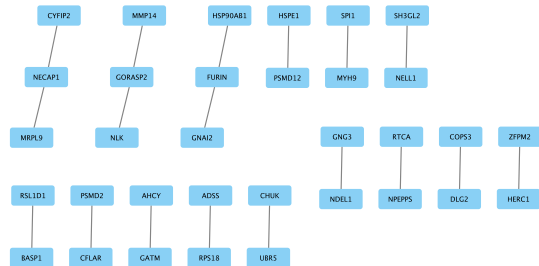 CYFIP2 MMP14 HSP90AB1 HSPE1 SPI1 SH3GL2
NECAP1 GORASP2 FURIN PSMD12 MYH9 NELL1
MRPL9 NLK GNAI2 GNG3 RTCA COPS3 ZFPM2
RSL1D1 PSMD2 AHCY ADSS CHUK NDEL1 NPEPPS DLG2 HERC1
BASP1 CFLAR GATM RPS18 UBR5